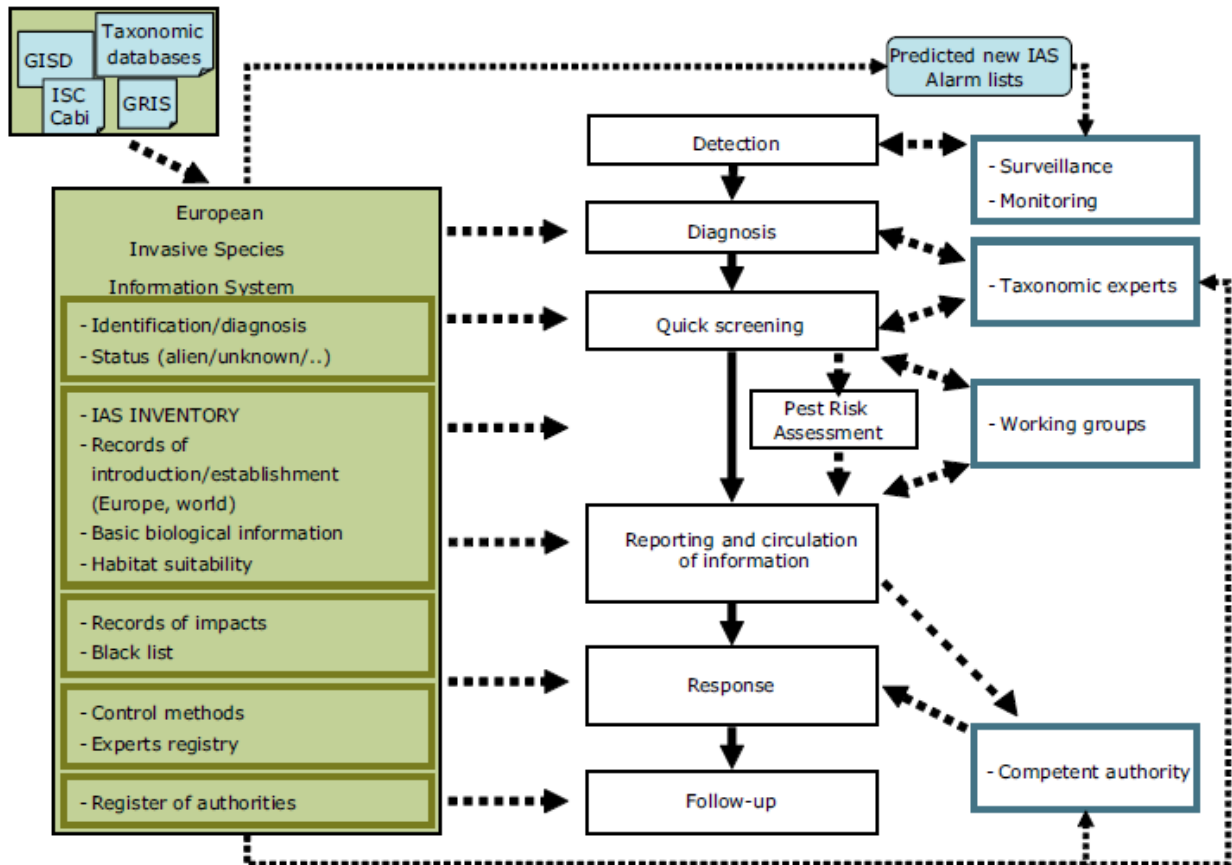 Taxonomic
databases
GISD
ISC
Cabi
GRIS
Predicted new IAS
Alarm lists
Detection
- Surveillance
- Monitoring
European
Invasive Species
Information System
Diagnosis
- Taxonomic experts
- Identification/diagnosis
- Status (alien/unknown/..)
Quick screening
- IAS INVENTORY
- Records of
introduction/establishment
(Europe, world)
- Basic biological information
- Habitat suitability
Pest Risk
Assessment
- Working groups
Reporting and circulation
of information
- Records of impacts
- Black list
Response
- Control methods
- Experts registry
- Competent authority
- Register of authorities
Follow-up